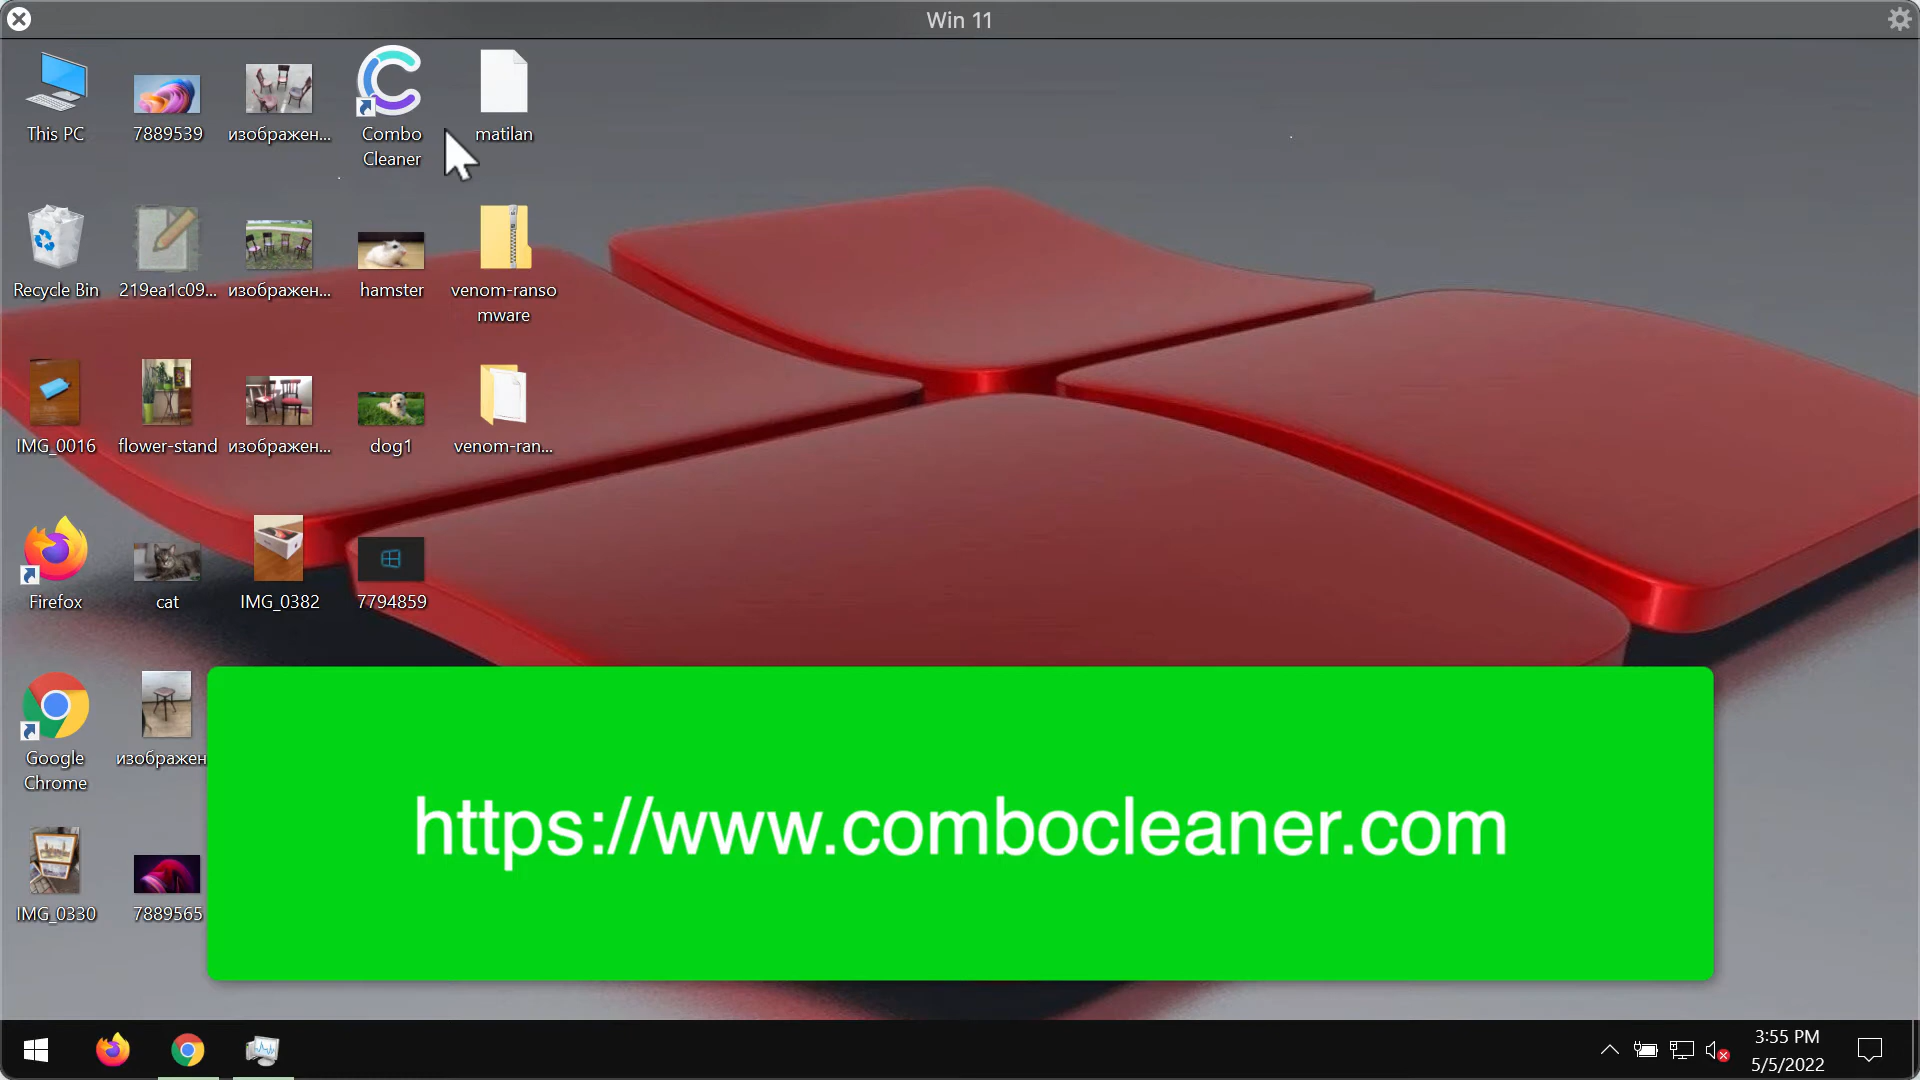 Win 11
This PC
7889539
изображен...
Combo
Cleaner
matilan
Recycle Bin
219ea1c09...
изображен...
hamster
venom-ranso
mware
IMG_0016
flower-stand
изображен...
dog1
venom-ran...
Firefox
cat
IMG_0382
7794859
Google
Chrome
изображен
IMG_0330
7889565
https://www.combocleaner.com
3:55 PM
5/5/2022